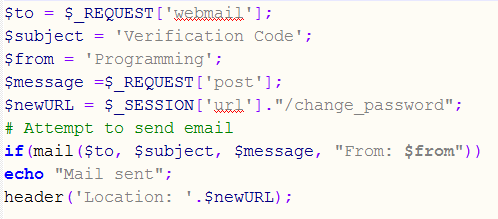 $to = $_REQUEST['webmail'];
$subject = 'Verification Code';
$from = 'Programming';
$message =$_REQUEST['post'];
$newURL = $_SESSION['url']."/change_password";
# Attempt to send email
if(mail($to, $subject, $message, "From: $from"))
echo "Mail sent";
header('Location: '.$newURL);